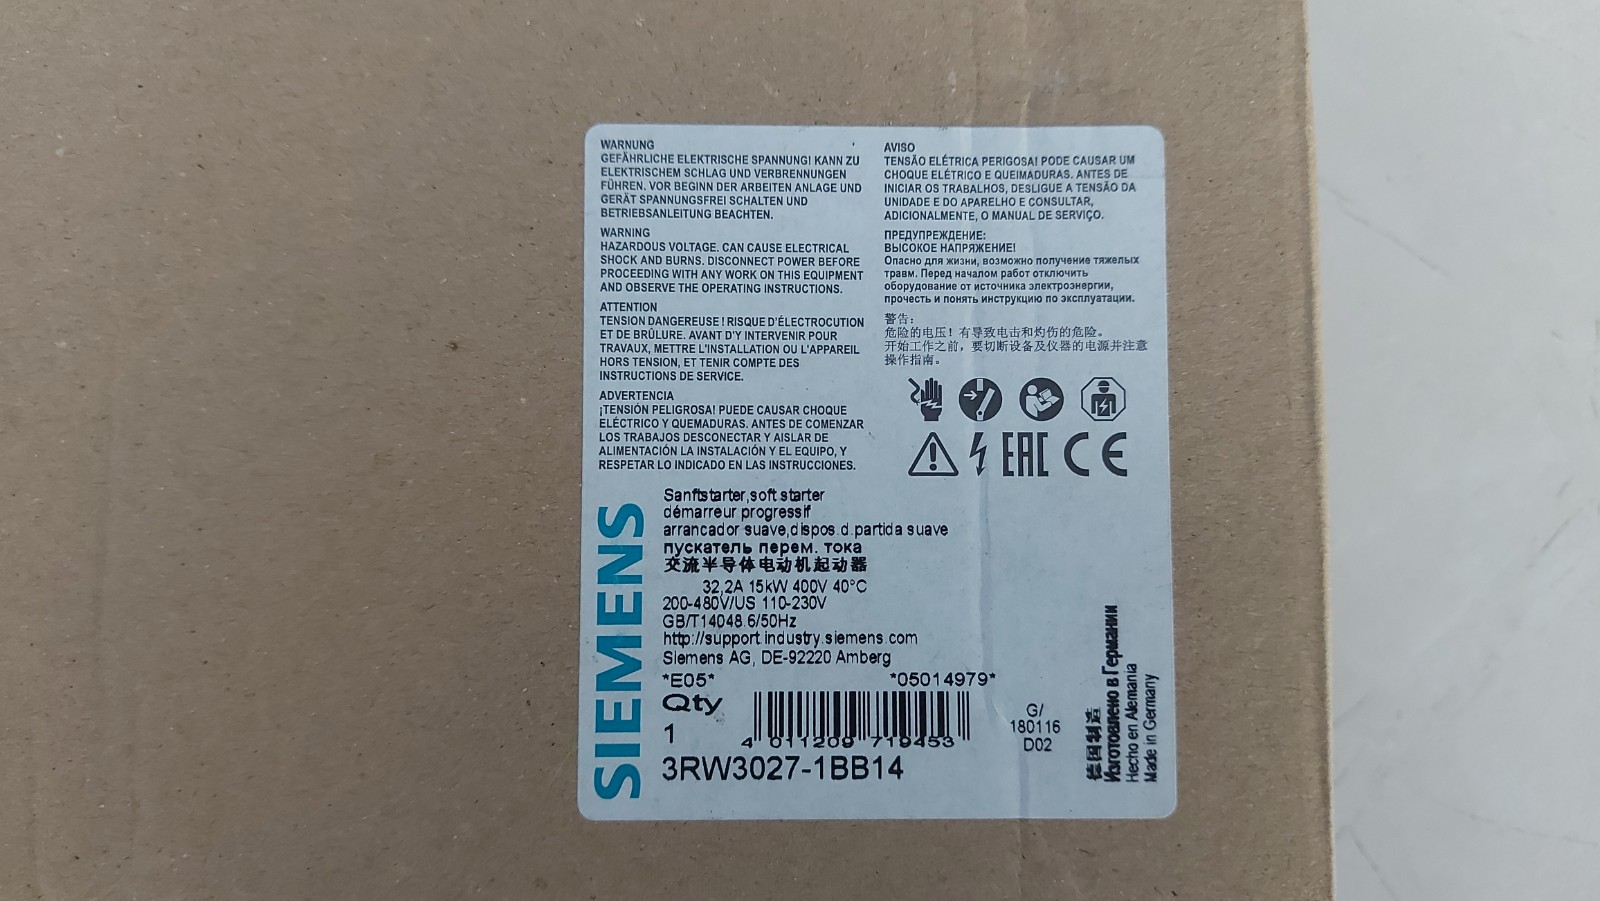 WARNUNG
GEFÄHRLICHE ELEKTRISCHE SPANNUNG! KANN ZU
ELEKTRISCHEM SCHLAG UND VERBRENNUNGEN
FÜHREN. VOR BEGINN DER ARBEITEN ANLAGE UND
GERÄT SPANNUNGSFREI SCHALTEN UND
BETRIEBSANLEITUNG BEACHTEN.
WARNING
HAZARDOUS VOLTAGE. CAN CAUSE ELECTRICAL
SHOCK AND BURNS. DISCONNECT POWER BEFORE
PROCEEDING WITH ANY WORK ON THIS EQUIPMENT
AND OBSERVE THE OPERATING INSTRUCTIONS.
ATTENTION
TENSION DANGEREUSE ! RISQUE D'ÉLECTROCUTION
ET DE BRÛLURE. AVANT D'Y INTERVENIR POUR
TRAVAUX, METTRE L'INSTALLATION OU L'APPAREIL
HORS TENSION, ET TENIR COMPTE DES
INSTRUCTIONS DE SERVICE.
ADVERTENCIA
¡TENSIÓN PELIGROSA! PUEDE CAUSAR CHOQUE
ELÉCTRICO Y QUEMADURAS. ANTES DE COMENZAR
LOS TRABAJOS DESCONECTAR Y AISLAR DE
ALIMENTACIÓN LA INSTALACIÓN Y EL EQUIPO, Y
RESPETAR LO INDICADO EN LAS INSTRUCCIONES.
AVISO
TENSÃO ELÉTRICA PERIGOSA! PODE CAUSAR UM
CHOQUE ELÉTRICO E QUEIMADURAS. ANTES DE
INICIAR OS TRABALHOS, DESLIGUE A TENSÃO DA
UNIDADE E DO APARELHO E CONSULTAR,
ADICIONALMENTE, O MANUAL DE SERVIÇO.
ПРЕДУПРЕЖДЕНИЕ:
ВЫСОКОЕ НАПРЯЖЕНИЕ!
Опасно для жизни, возможно получение тяжелых
травм. Перед началом работ отключить
оборудование от источника электроэнергии,
прочесть и понять инструкцию по эксплуатации.
警告:
危险的电压! 有导致电击和灼伤的危险。
开始工作之前, 要切断设备及仪器的电源并注意
操作指南。
EAC CE
SIEMENS
Sanftstarter,soft starter
démarreur progressif
arrancador suave,dispos.d.partida suave
пускатель перем. тока
交流半导体电动机起动器
32,2A 15kW 400V 40°C
200-480V/US 110-230V
GB/T14048.6/50Hz
http://support.industry.siemens.com
Siemens AG, DE-92220 Amberg
*E05* *05014979*
Qty
1
4 011209 719453
3RW3027-1BB14
G/
180116
D02
德国制造
Изготовлено в Германии
Hecho en Alemania
Made in Germany